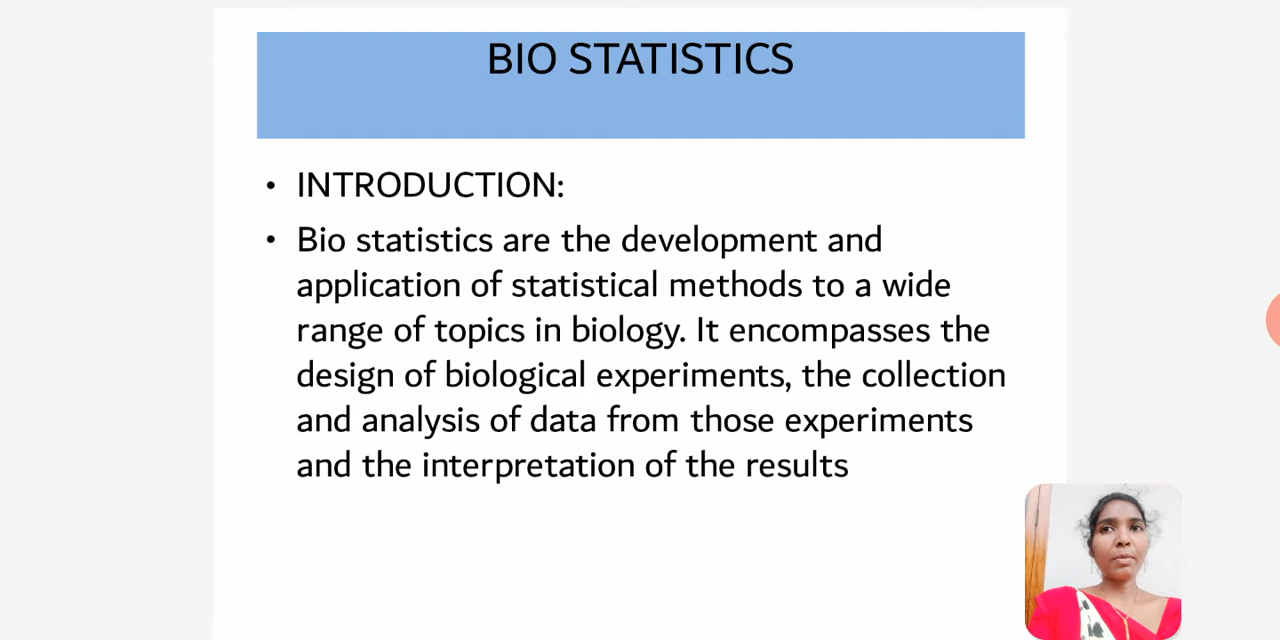 BIO STATISTICS
• INTRODUCTION:
• Bio statistics are the development and
application of statistical methods to a wide
range of topics in biology. It encompasses the
design of biological experiments, the collection
and analysis of data from those experiments
and the interpretation of the results